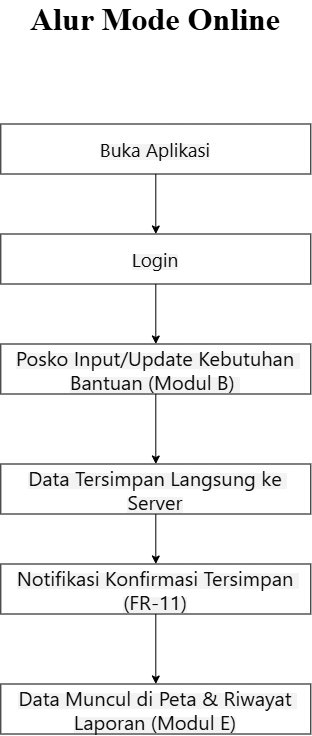 Alur Mode Online
Buka Aplikasi
Login
Posko Input/Update Kebutuhan
Bantuan (Modul B)
Data Tersimpan Langsung ke
Server
Notifikasi Konfirmasi Tersimpan
(FR-11)
Data Muncul di Peta & Riwayat
Laporan (Modul E)